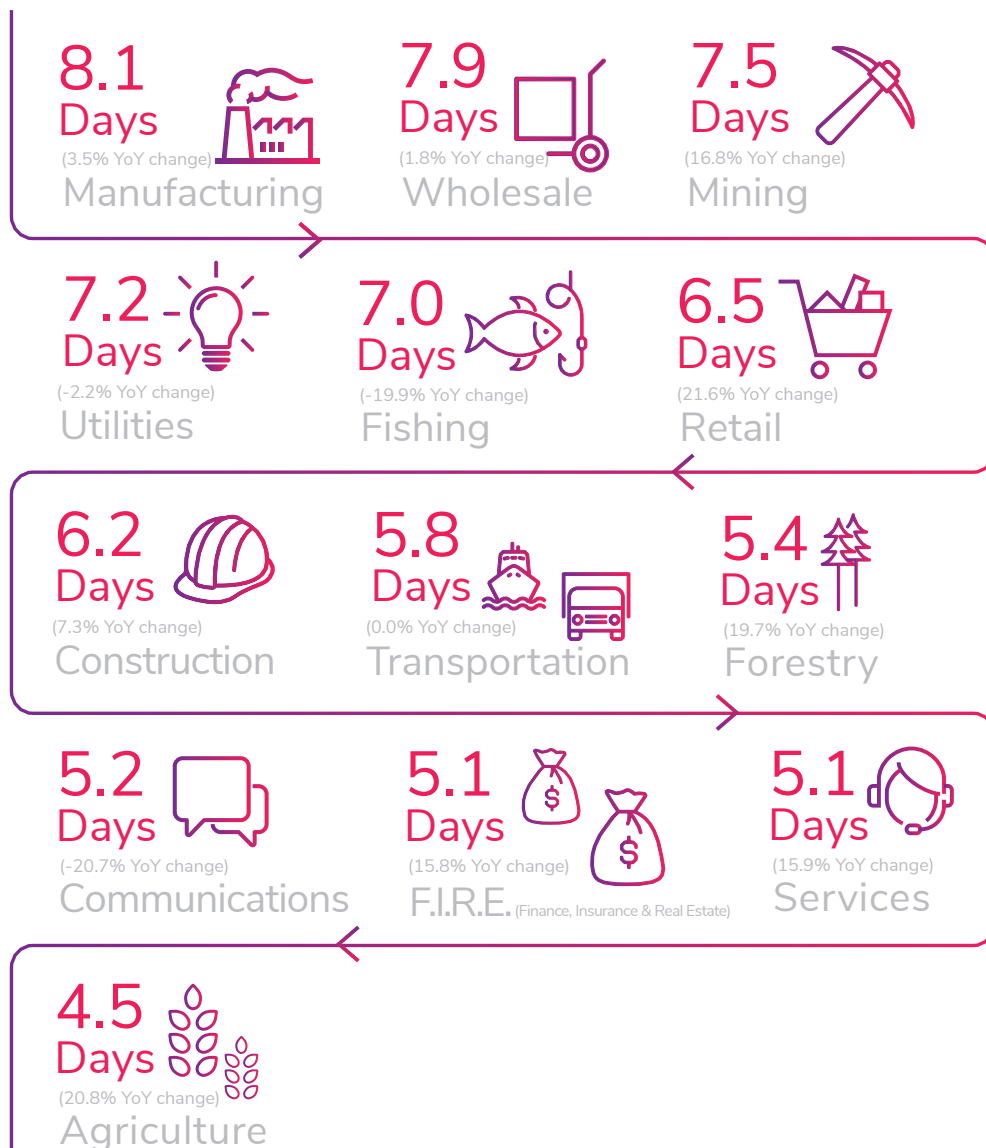 8.1
Days
(3.5% YoY change)
Manufacturing
7.9
Days
(1.8% YoY change)
Wholesale
7.5
Days
(16.8% YoY change)
Mining
7.2
Days
(-2.2% YoY change)
Utilities
7.0
Days
(-19.9% YoY change)
Fishing
6.5
Days
(21.6% YoY change)
Retail
6.2
Days
(7.3% YoY change)
Construction
5.8
Days
(0.0% YoY change)
Transportation
5.4
Days
(19.7% YoY change)
Forestry
5.2
Days
(-20.7% YoY change)
Communications
5.1
Days
$
$
(15.8% YoY change)
F.I.R.E. (Finance, Insurance & Real Estate)
5.1
Days
(15.9% YoY change)
Services
4.5
Days
(20.8% YoY change)
Agriculture